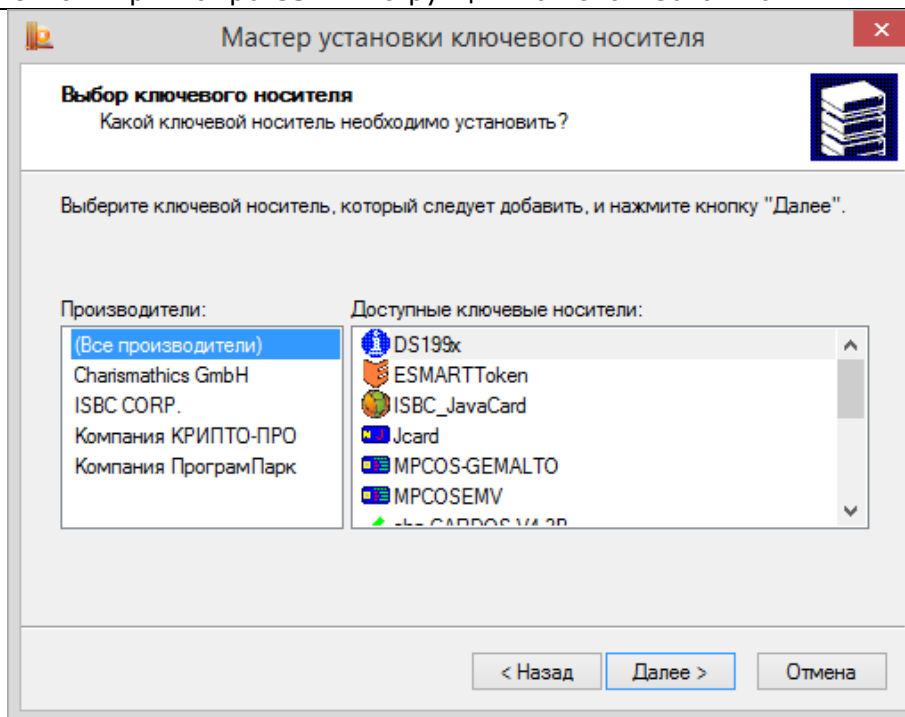 Мастер установки ключевого носителя
Выбор ключевого носителя
Какой ключевой носитель необходимо установить?
Выберите ключевой носитель, который следует добавить, и нажмите кнопку "Далее".
Производители:
(Все производители)
Charismathics GmbH
ISBC CORP.
Компания КРИПТО-ПРО
Компания ПрограмПарк
Доступные ключевые носители:
DS199x
ESMARTToken
ISBC_JavaCard
Jcard
MPCOS-GEMALTO
MPCOSEMV
< Назад
Далее >
Отмена